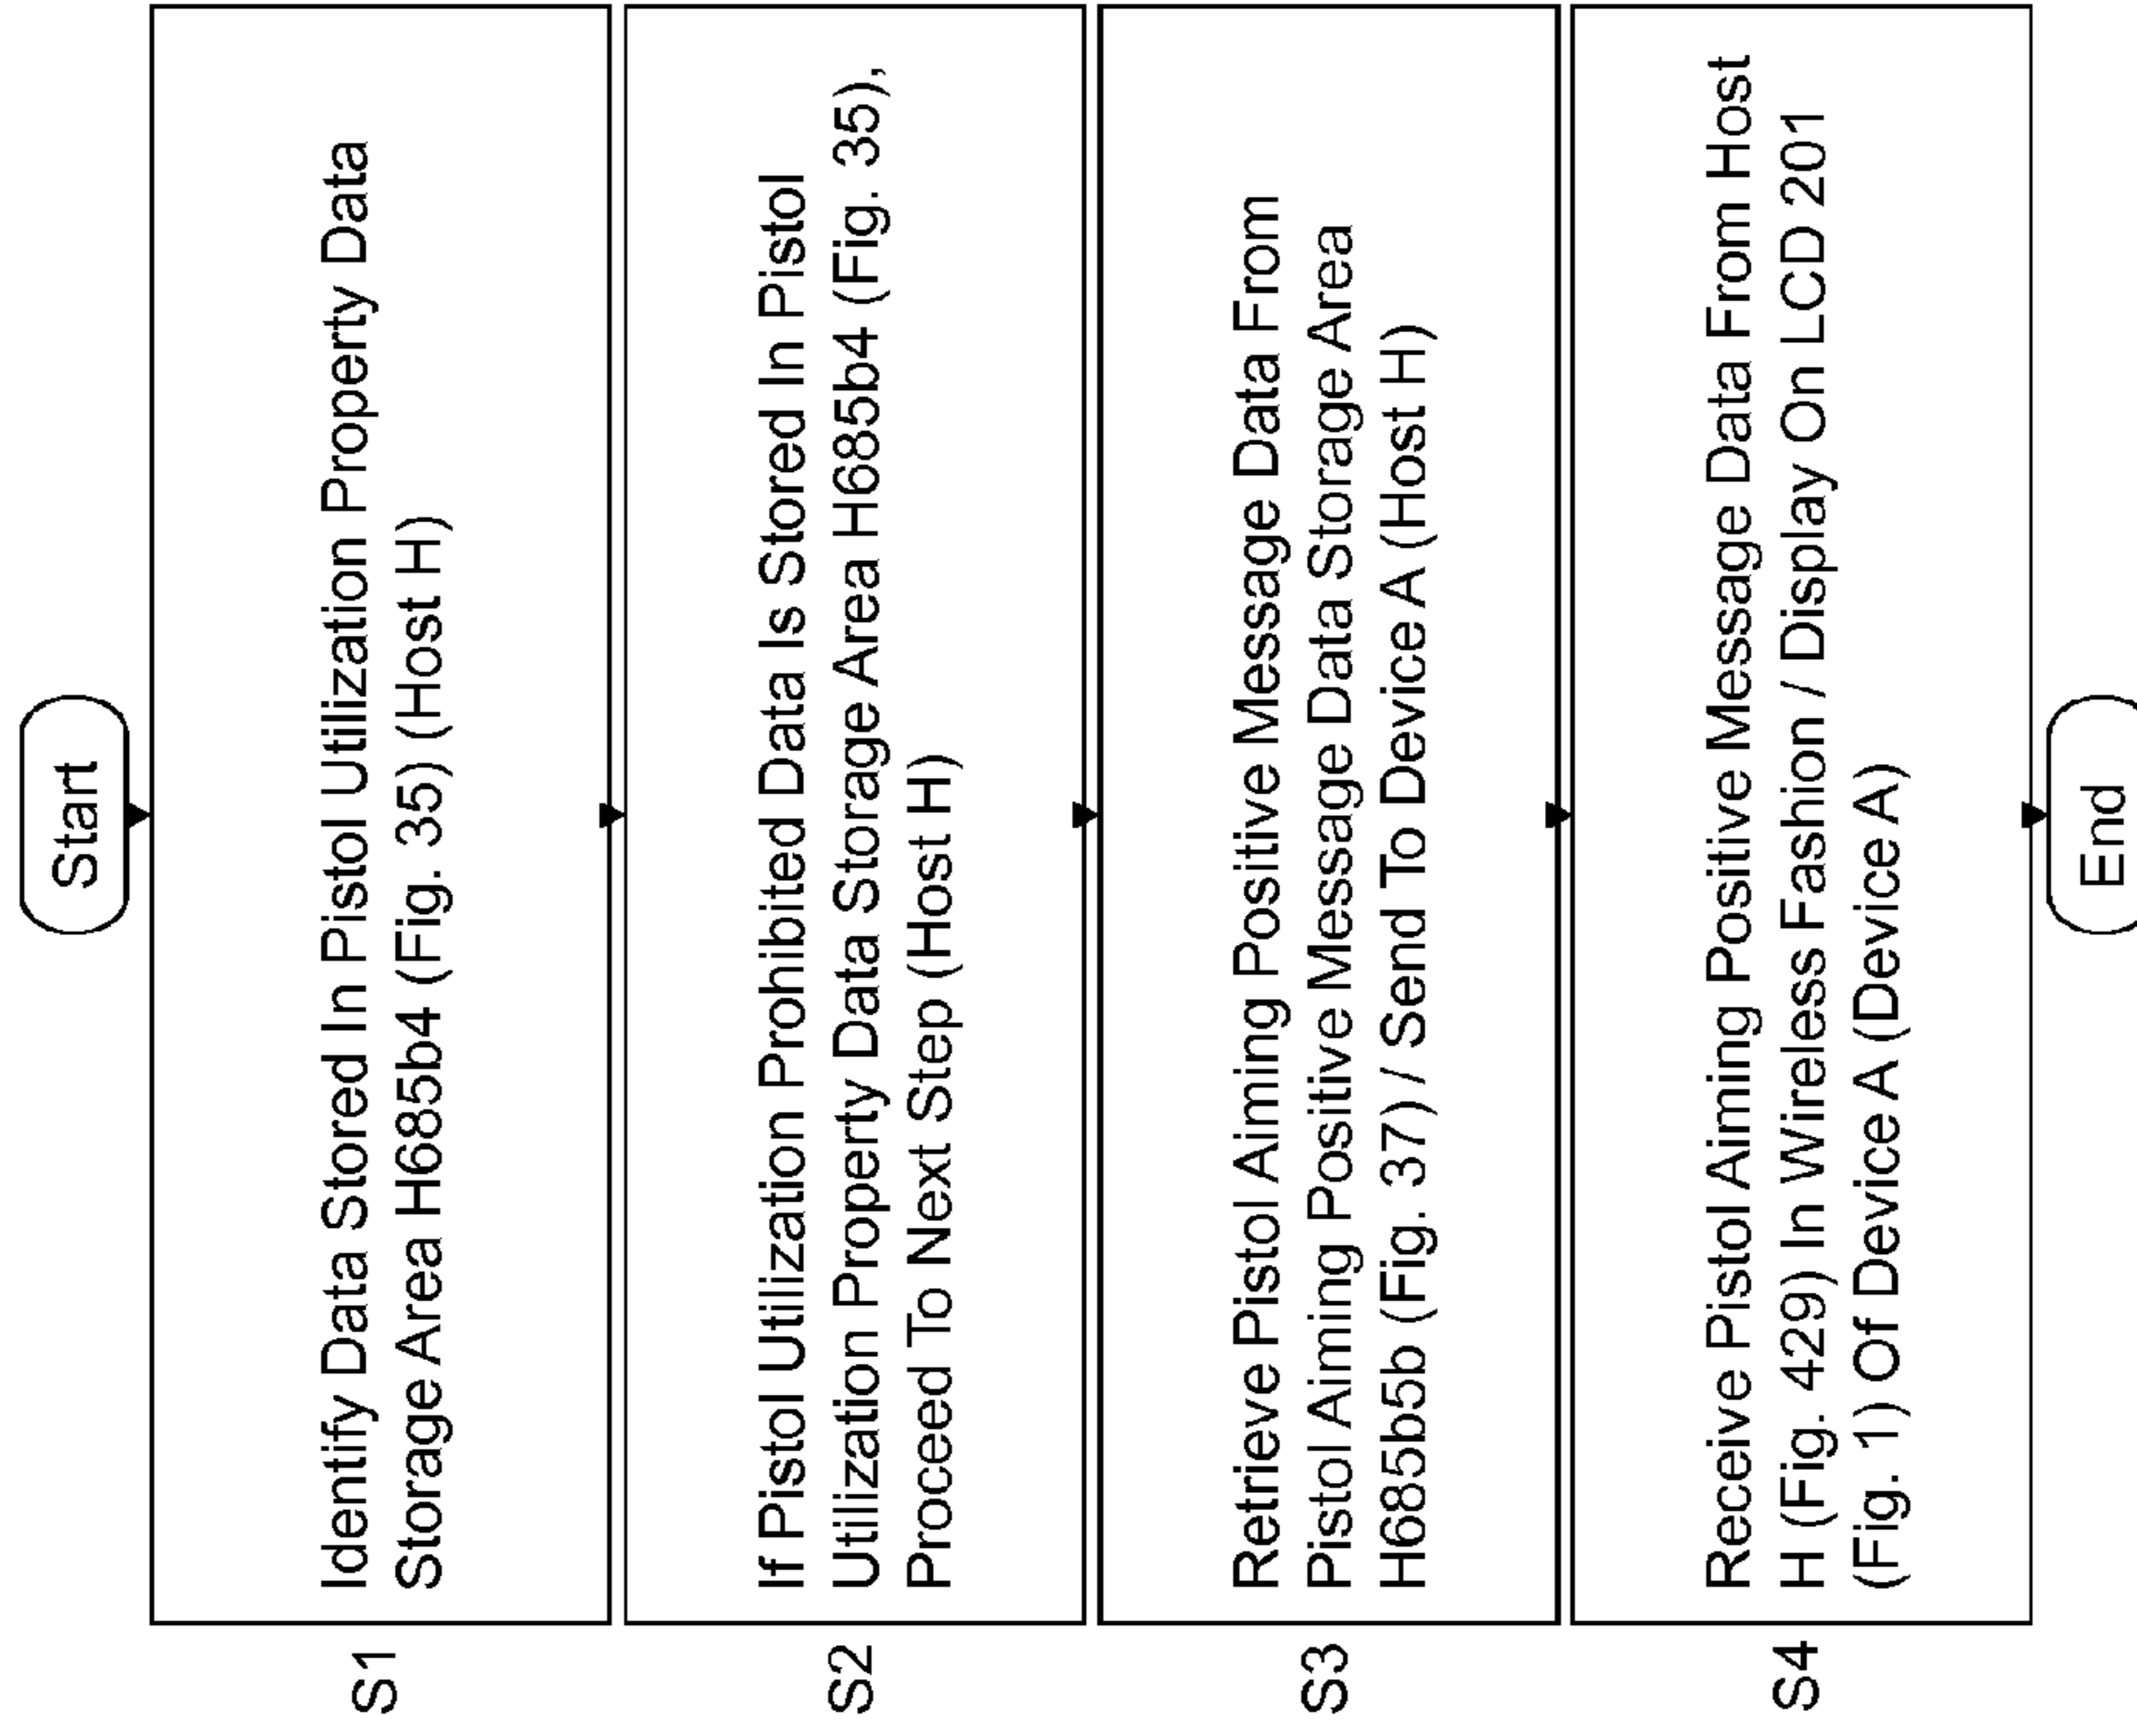 Start
S1
Identify Data Stored In Pistol Utilization Property Data
Storage Area H685b4 (Fig. 35) (Host H)
S2
If Pistol Utilization Prohibited Data Is Stored In Pistol
Utilization Property Data Storage Area H685b4 (Fig. 35),
Proceed To Next Step (Host H)
S3
Retrieve Pistol Aiming Positive Message Data From
Pistol Aiming Positive Message Data Storage Area
H685b5b (Fig. 37) / Send To Device A (Host H)
S4
Receive Pistol Aiming Positive Message Data From Host
H (Fig. 429) In Wireless Fashion / Display On LCD 201
(Fig. 1) Of Device A (Device A)
End